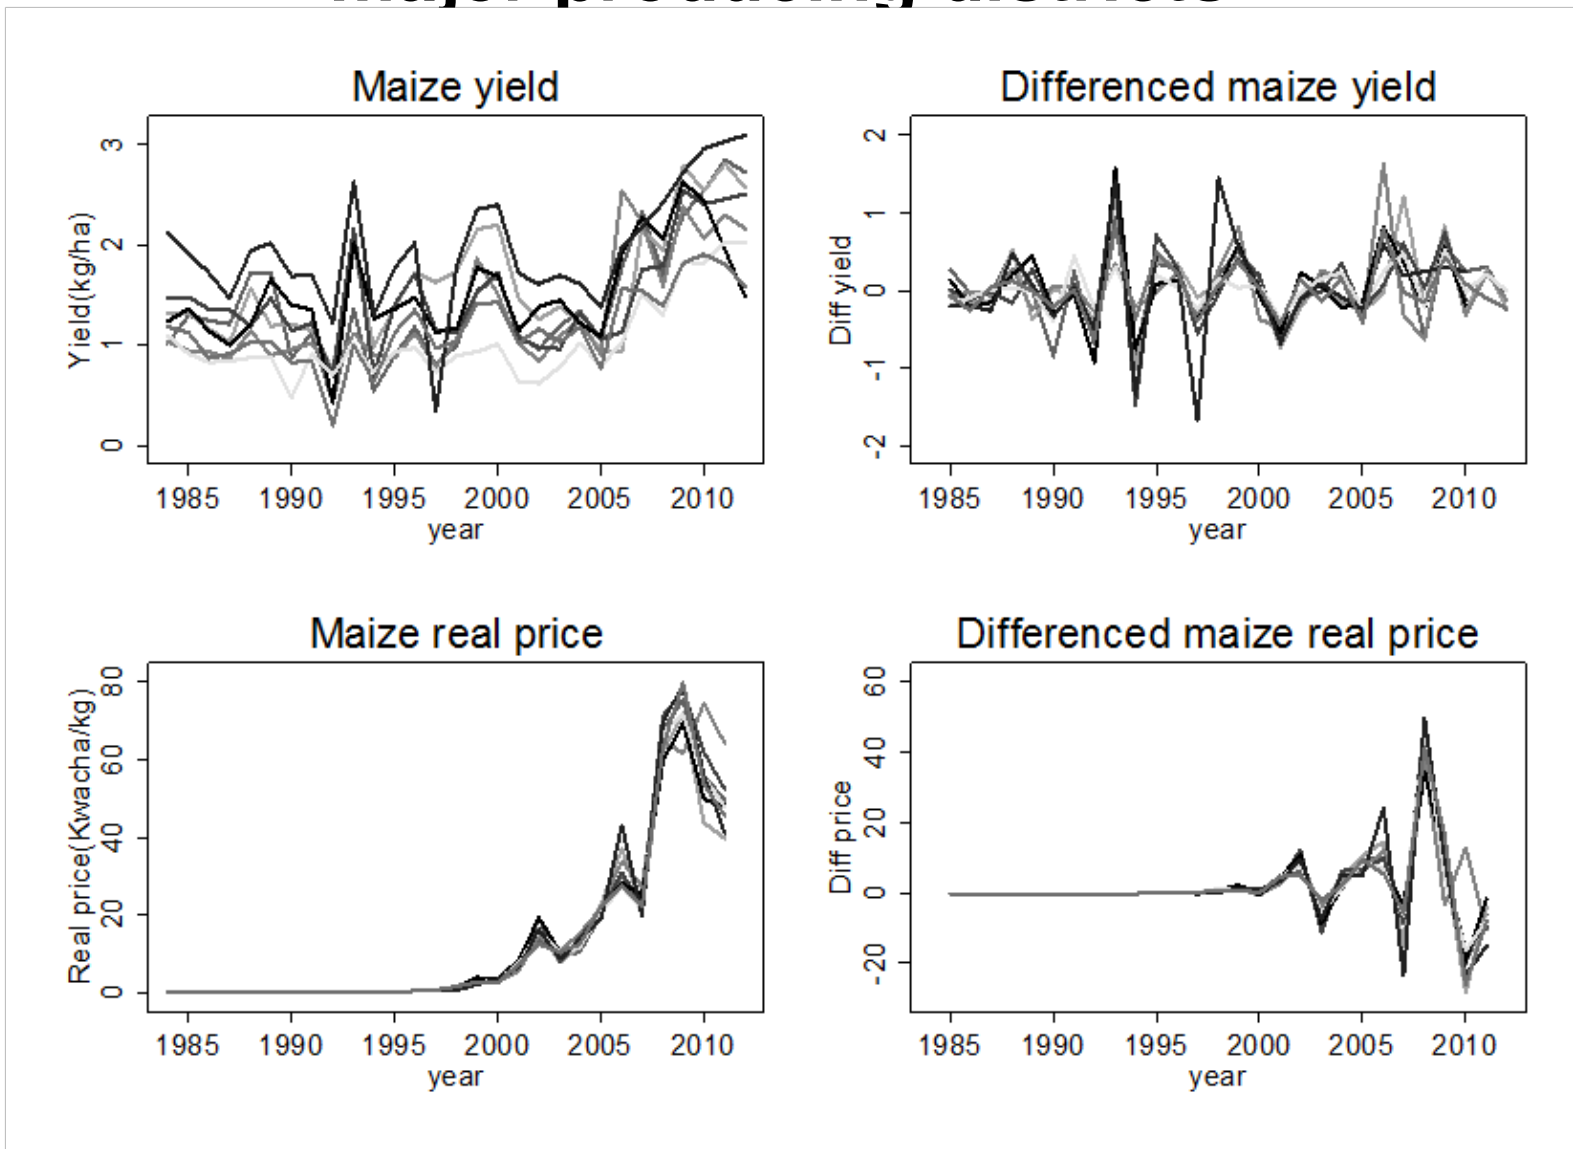 major producing districts
Maize yield
Yield(kg/ha)
3
2
1
0
1985 1990 1995 2000 2005 2010
year
Differenced maize yield
Diff yield
2
1
0
-1
-2
1985 1990 1995 2000 2005 2010
year
Maize real price
Real price(Kwacha/kg)
80
60
40
20
0
1985 1990 1995 2000 2005 2010
year
Differenced maize real price
Diff price
60
40
20
0
-20
1985 1990 1995 2000 2005 2010
year